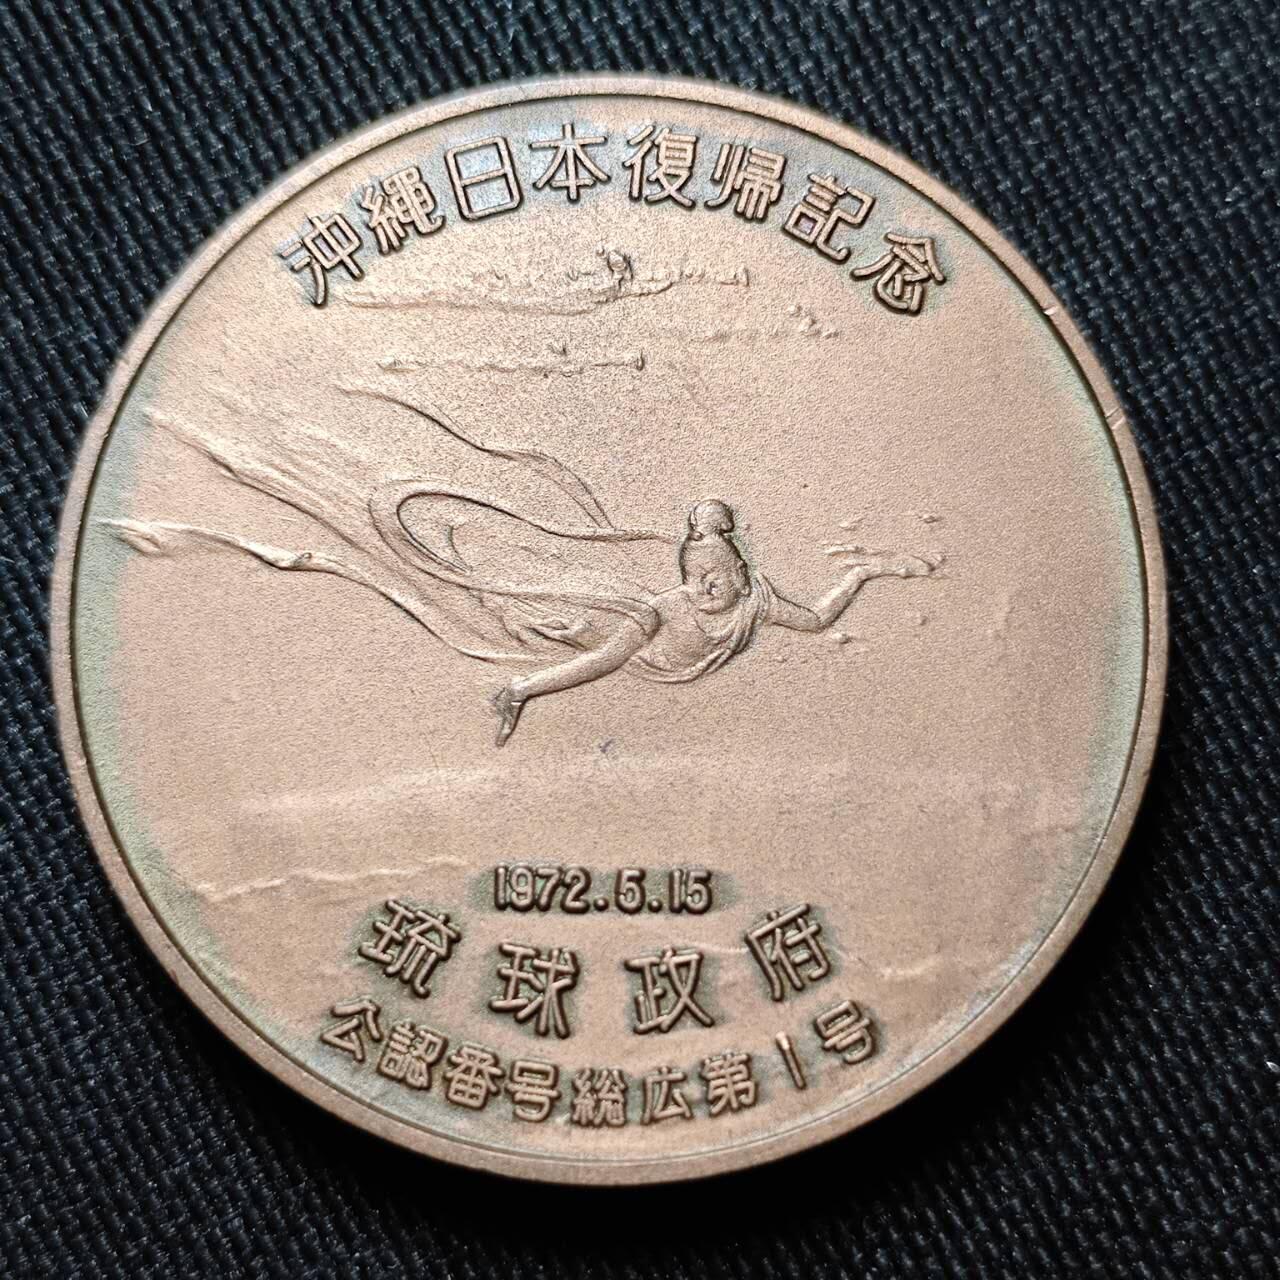 沖縄日本復帰記念
1972.5.15
琉球政府
公認番号総広第1号